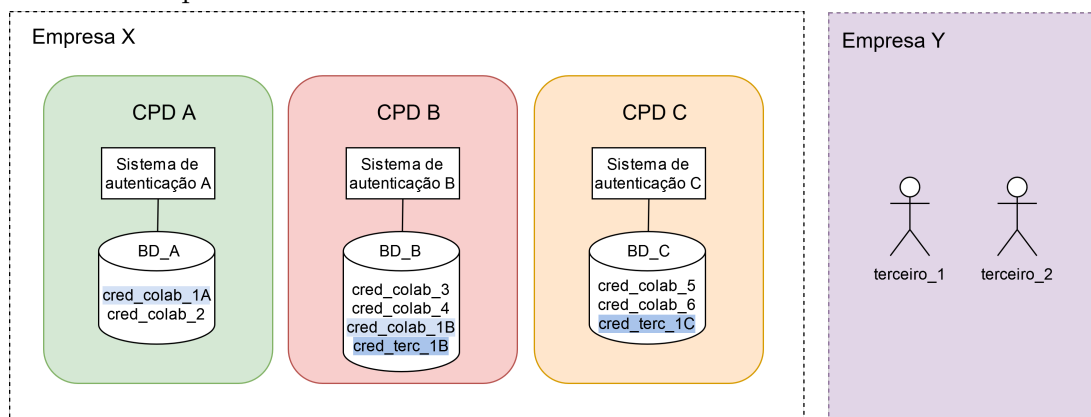 Empresa X
CPD A
Sistema de
autenticação A
BD_A
cred_colab_1A
cred_colab_2
CPD B
Sistema de
autenticação B
BD_B
cred_colab_3
cred_colab_4
cred_colab_1B
cred_terc_1B
CPD C
Sistema de
autenticação C
BD_C
cred_colab_5
cred_colab_6
cred_terc_1C
Empresa Y
terceiro_1
terceiro_2